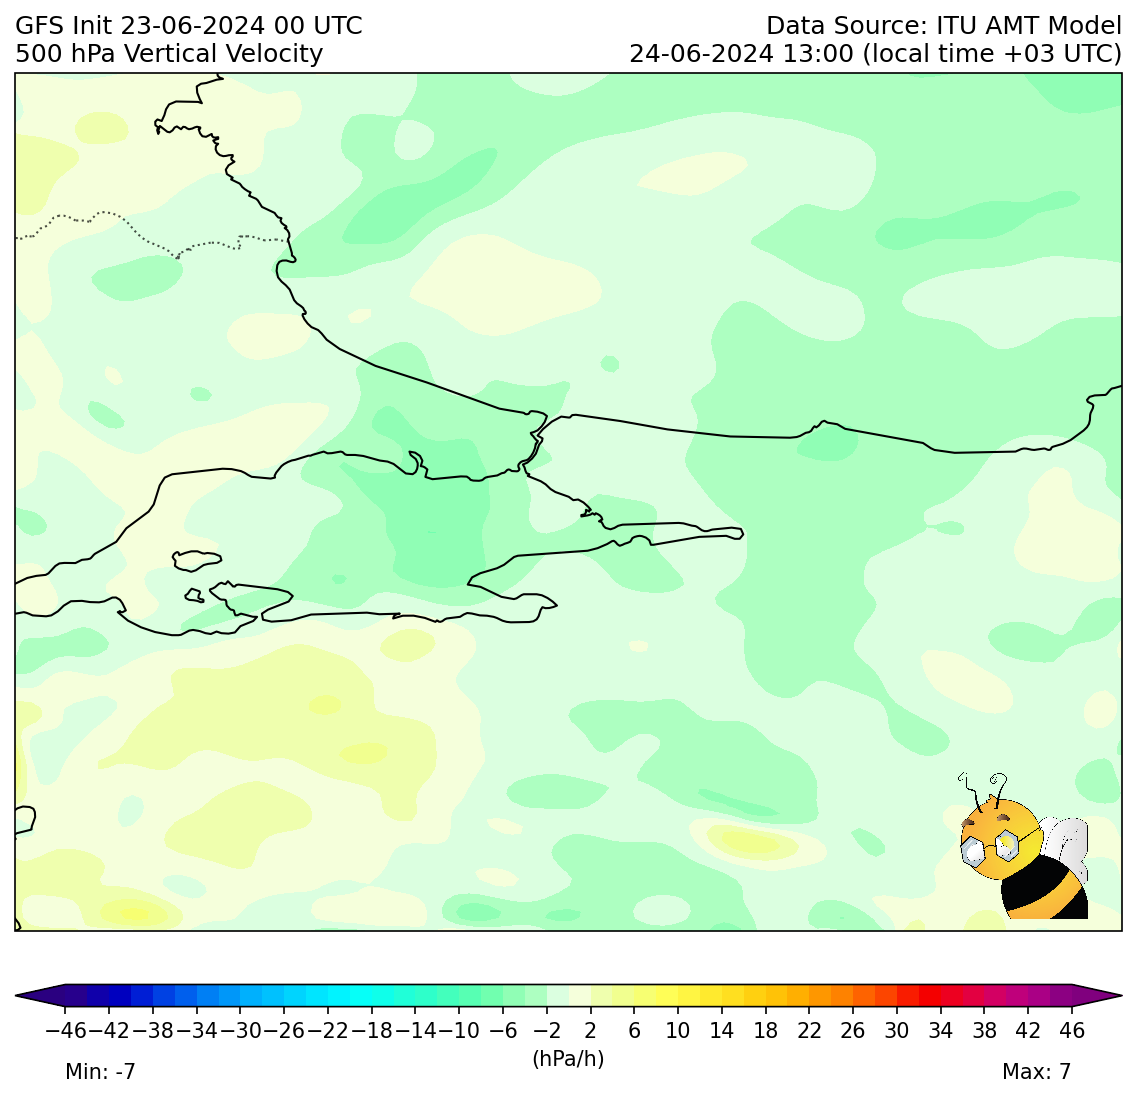 GFS Init 23-06-2024 00 UTC
Data Source: ITU AMT Model
500 hPa Vertical Velocity
24-06-2024 13:00 (local time +03 UTC)
−46 −42 −38 −34 −30 −26 −22 −18 −14 −10 −6 −2 2 6 10 14 18 22 26 30 34 38 42 46
(hPa/h)
Min: -7
Max: 7